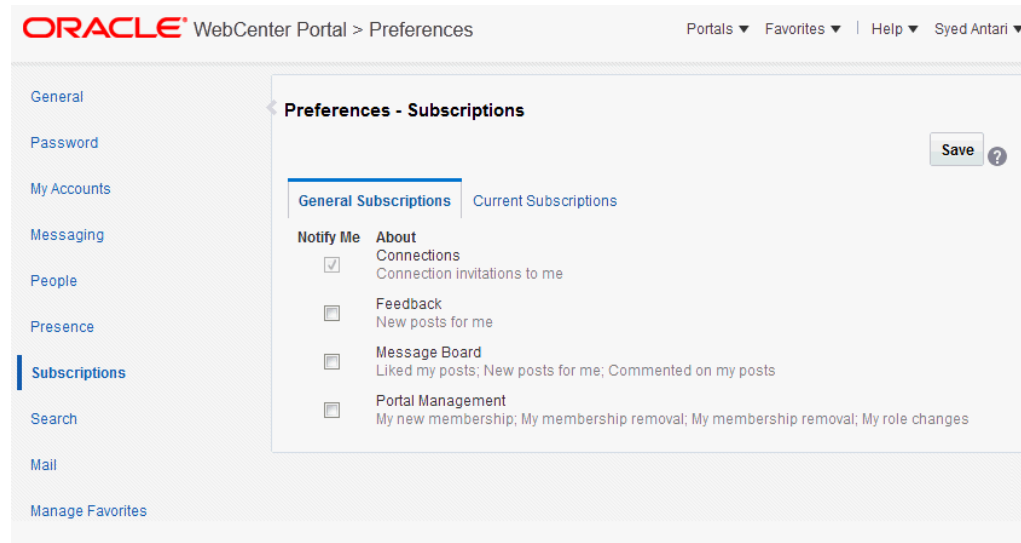 ORACLE' WebCenter Portal > Preferences Portals ▼ Favorites ▼ | Help ▼ Syed Antari ▼
General
Preferences - Subscriptions
Password
Save ?
My Accounts
General Subscriptions Current Subscriptions
Messaging
Notify Me About
Connections
Connection invitations to me
People
Feedback
New posts for me
Presence
Message Board
Liked my posts; New posts for me; Commented on my posts
Subscriptions
Portal Management
My new membership; My membership removal; My membership removal; My role changes
Search
Mail
Manage Favorites